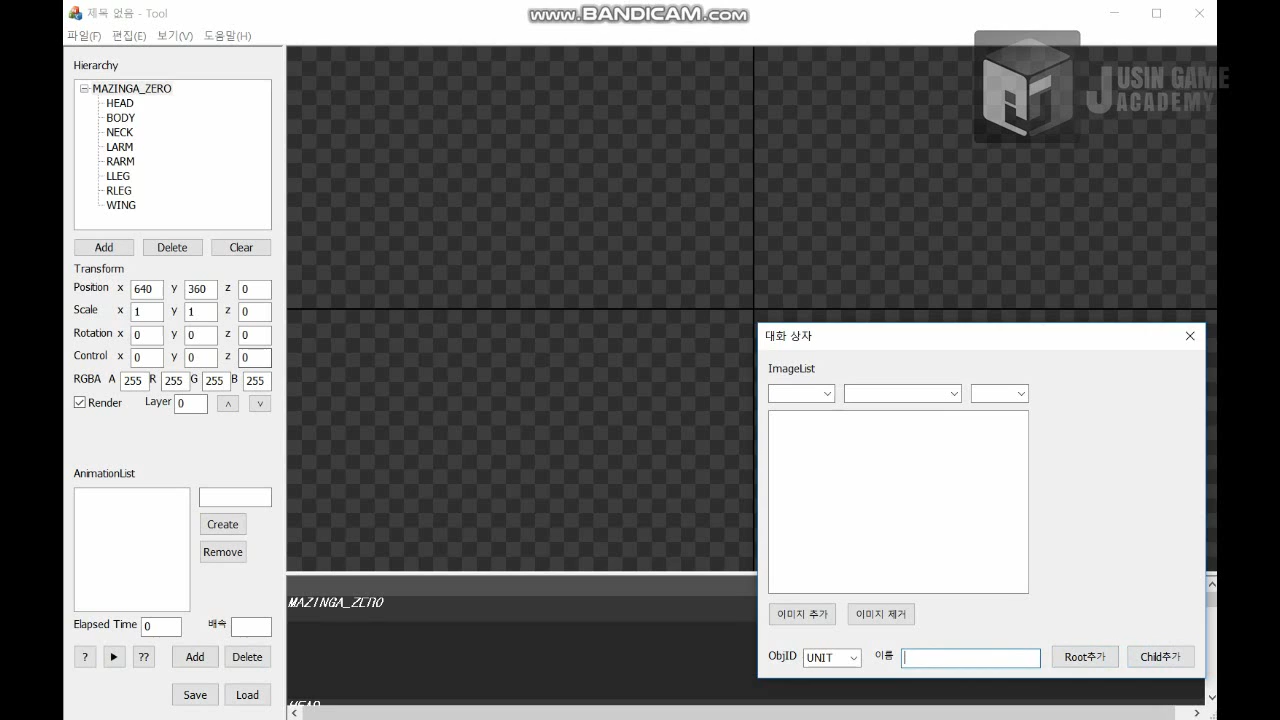 제목 없음 - Tool
www.BANDICAM.com
파일(F) 편집(E) 보기(V) 도움말(H)
JUSIN GAME
ACADEMY
Hierarchy
MAZINGA_ZERO
HEAD
BODY
NECK
LARM
RARM
LLEG
RLEG
WING
Add Delete Clear
Transform
Position x 640 y 360 z 0
Scale x 1 y 1 z 0
Rotation x 0 y 0 z 0
Control x 0 y 0 z 0
RGBA A 255 R 255 G 255 B 255
Render Layer 0 ˄ ˅
AnimationList
Create
Remove
Elapsed Time 0 배속
? ▶ ?? Add Delete
Save Load
MAZINGA_ZERO
HEAD
대화 상자
ImageList
이미지 추가 이미지 제거
ObjID UNIT 이름 Root추가 Child추가